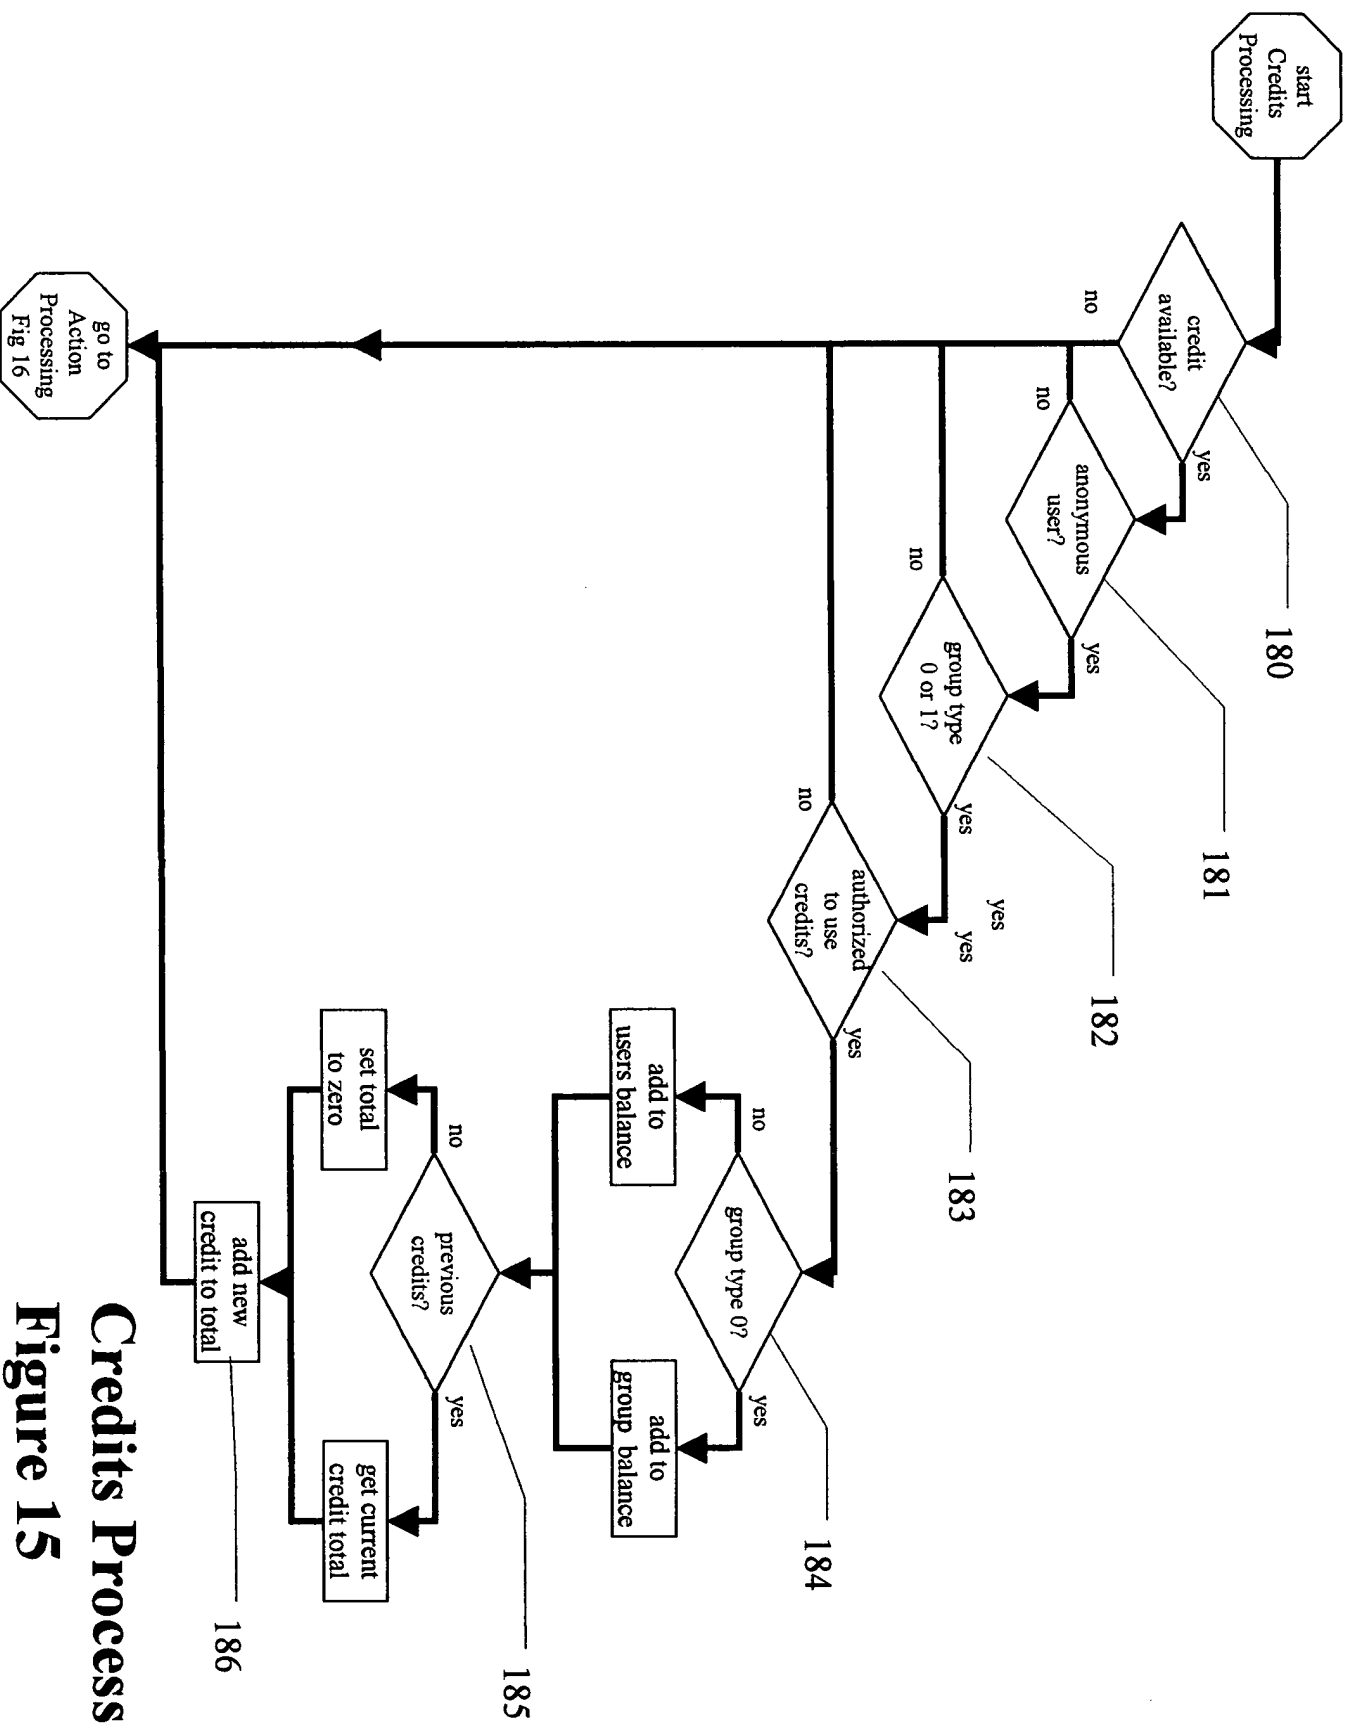 start
Credits
Processing
credit
available?
yes
no
180
anonymous
user?
yes
no
181
group type
0 or 1?
yes
no
182
yes
yes
authorized
to use
credits?
yes
no
183
group type 0?
no
yes
184
add to
users balance
add to
group balance
previous
credits?
no
yes
185
set total
to zero
get current
credit total
add new
credit to total
186
go to
Action
Processing
Fig 16
Credits Process
Figure 15